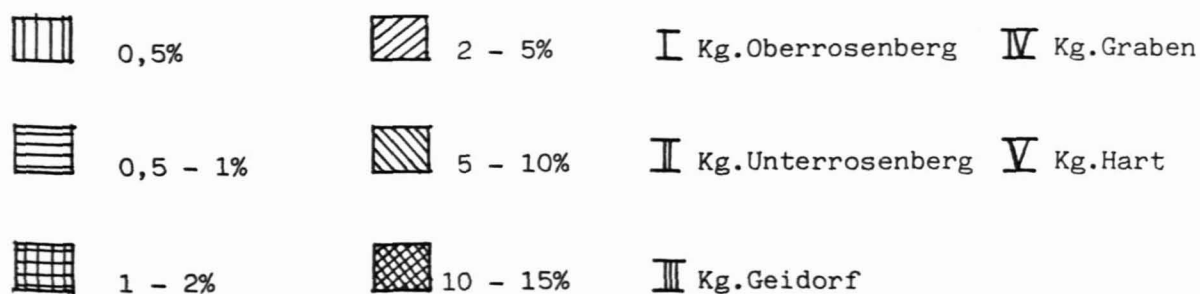 0,5% 2 - 5% I Kg.Oberrosenberg IV Kg.Graben
0,5 - 1% 5 - 10% II Kg.Unterrosenberg V Kg.Hart
1 - 2% 10 - 15% III Kg.Geidorf